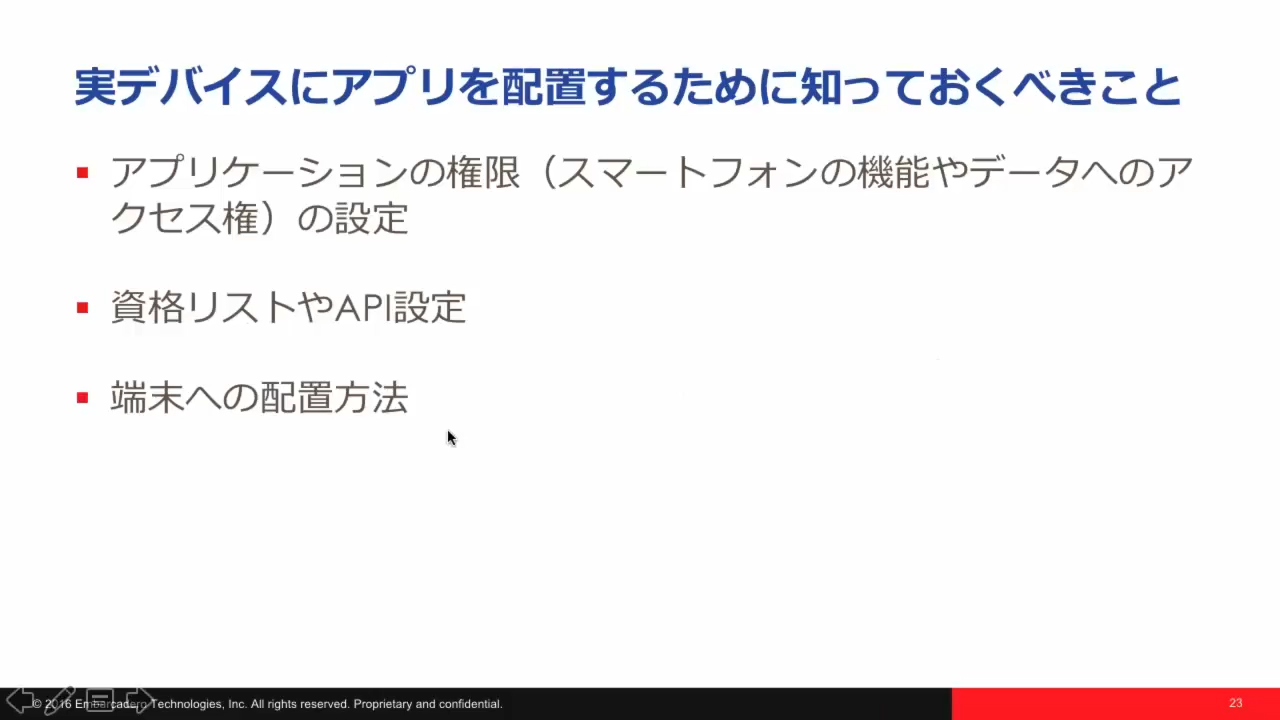 実デバイスにアプリを配置するために知っておくべきこと
アプリケーションの権限（スマートフォンの機能やデータへのア
クセス権）の設定
資格リストやAPI設定
端末への配置方法
© 2016 Embarcadero Technologies, Inc. All rights reserved. Proprietary and confidential.
23